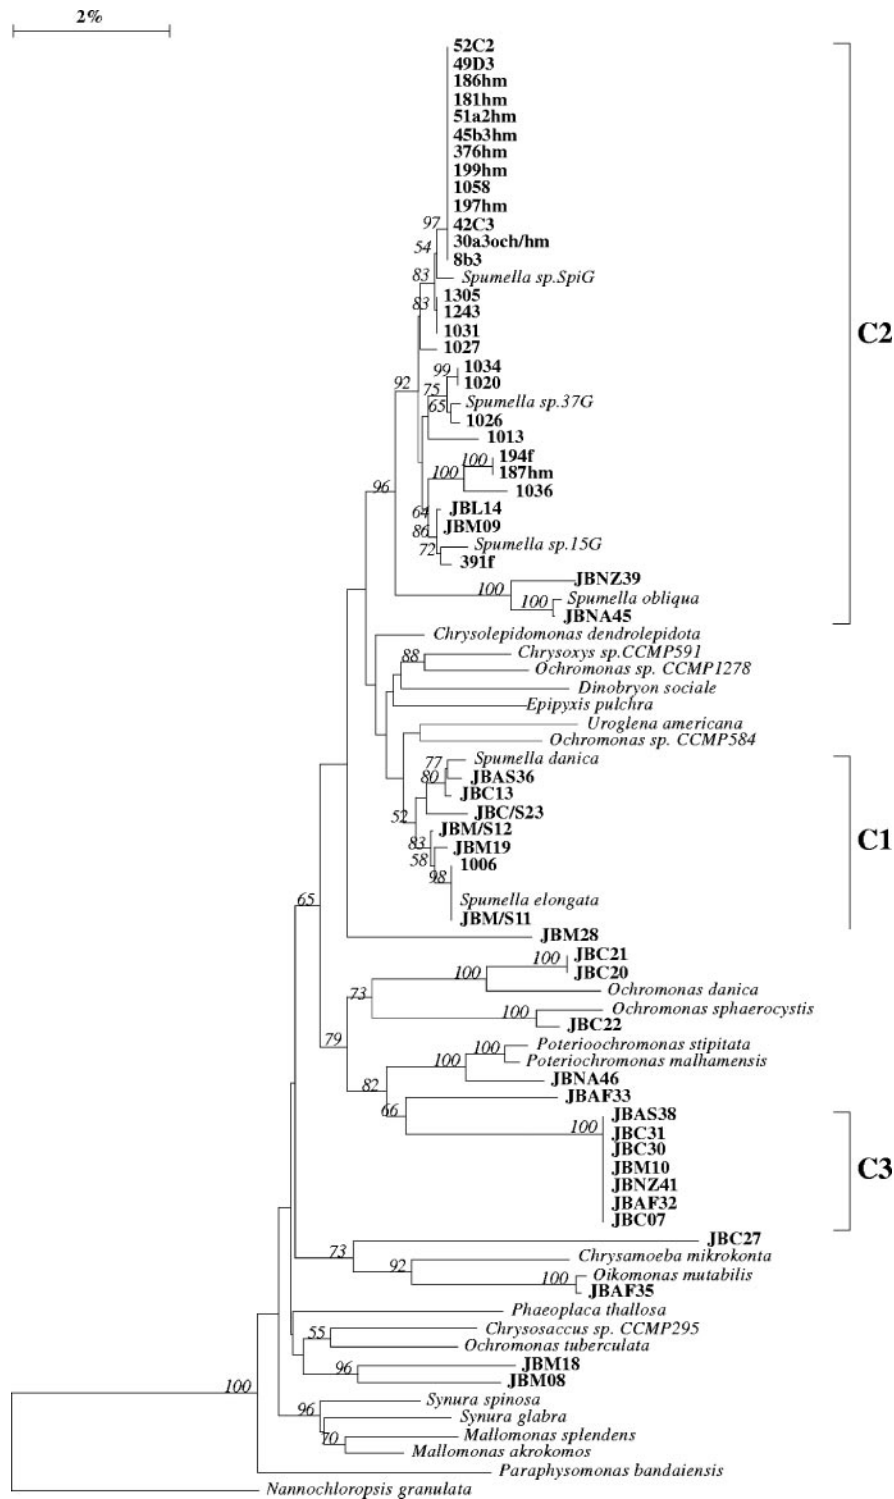 2%
52C2
49D3
186hm
181hm
51a2hm
45b3hm
376hm
199hm
1058
197hm
97 42C3
54 30a3och/hm
8b3
83 Spumella sp.SpiG
83 1305
1243
1031
C2
1027
99 1034
92 75 1020
65 Spumella sp.37G
1026
1013
100 194f
100 187hm
96 1036
64 JBL14
86 JBM09
72 Spumella sp.15G
391f
100 JBNZ39
100 Spumella obliqua
JBNA45
Chrysolepidomonas dendrolepidota
88 Chrysoxys sp.CCMP591
Ochromonas sp. CCMP1278
Dinobryon sociale
Epipyxis pulchra
Uroglena americana
Ochromonas sp. CCMP584
77 Spumella danica
80 JBAS36
JBC13
52 JBC/S23
83 JBM/S12
C1
58 JBM19
98 1006
65 Spumella elongata
JBM/S11
JBM28
100 JBC21
100 JBC20
73 Ochromonas danica
100 Ochromonas sphaerocystis
JBC22
79 100 Poterioochromonas stipitata
100 Poteriochromonas malhamensis
82 JBNA46
66 JBAF33
100 JBAS38
JBC31
JBC30
JBM10
C3
JBNZ41
JBAF32
JBC07
73 JBC27
92 Chrysamoeba mikrokonta
100 Oikomonas mutabilis
JBAF35
Phaeoplaca thallosa
55 Chrysosaccus sp. CCMP295
Ochromonas tuberculata
96 JBM18
100 JBM08
96 Synura spinosa
Synura glabra
70 Mallomonas splendens
Mallomonas akrokomos
Paraphysomonas bandaiensis
Nannochloropsis granulata